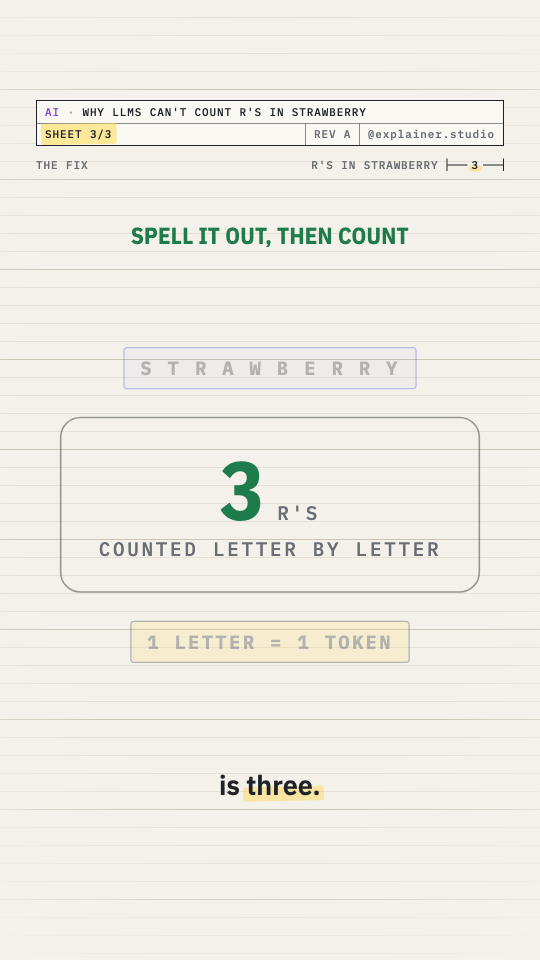 AI · WHY LLMS CAN'T COUNT R'S IN STRAWBERRY
SHEET 3/3 REV A @explainer.studio
THE FIX R'S IN STRAWBERRY 3
SPELL IT OUT, THEN COUNT
S T R A W B E R R Y
3 R'S
COUNTED LETTER BY LETTER
1 LETTER = 1 TOKEN
is three.